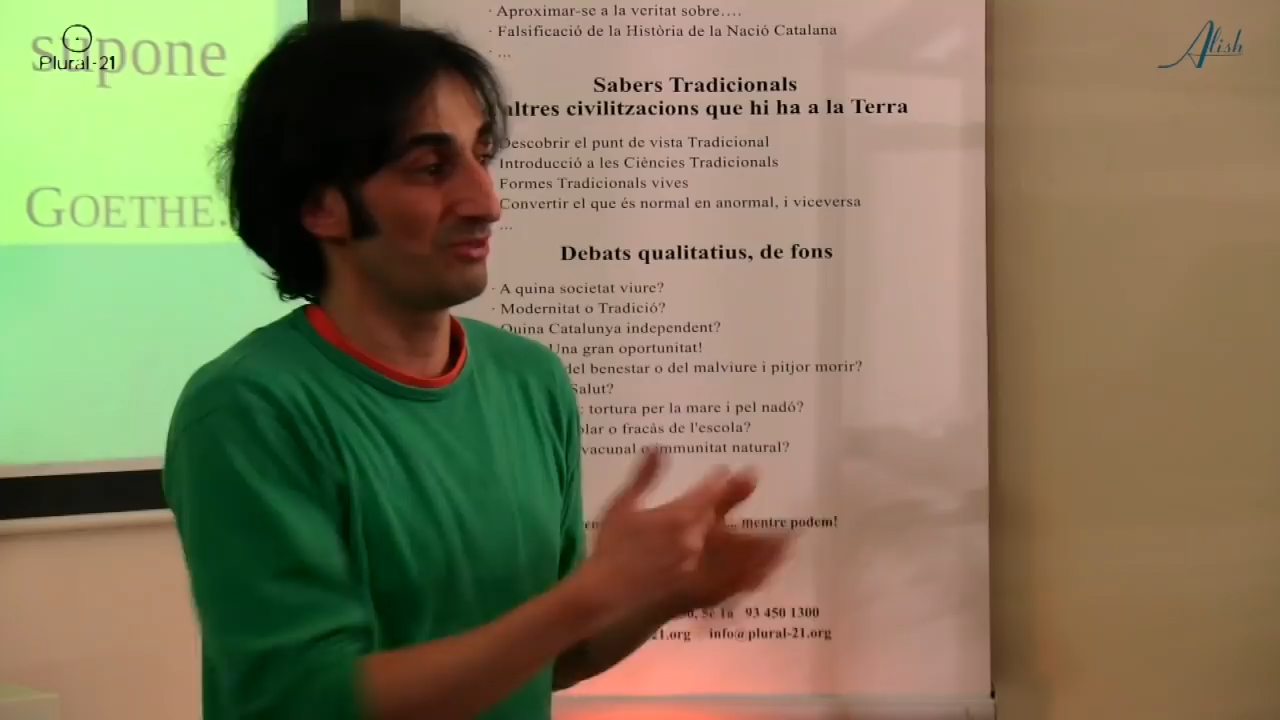 supone
Plural-21
GOETHE.
Alish
· Aproximar-se a la veritat sobre….
· Falsificació de la Història de la Nació Catalana
· ...
Sabers Tradicionals
altres civilitzacions que hi ha a la Terra
Descobrir el punt de vista Tradicional
Introducció a les Ciències Tradicionals
Formes Tradicionals vives
Convertir el que és normal en anormal, i viceversa
...
Debats qualitatius, de fons
· A quina societat viure?
· Modernitat o Tradició?
Quina Catalunya independent?
Una gran oportunitat!
del benestar o del malviure i pitjor morir?
Salut?
: tortura per la mare i pel nadó?
o fracàs de l'escola?
o immunitat natural?
... mentre podem!
93 450 1300
info@plural-21.org